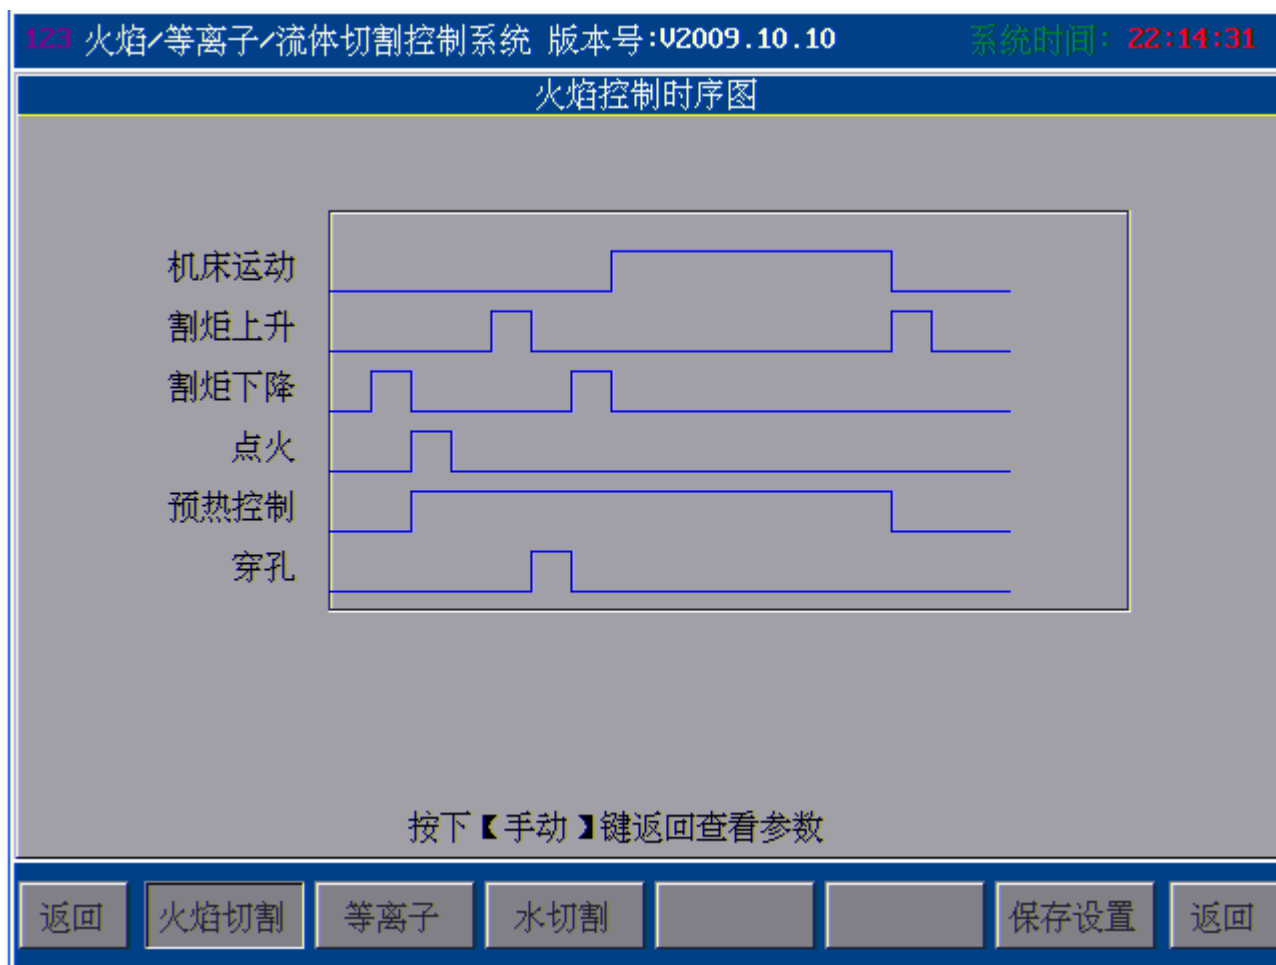 123 火焰/等离子/流体切割控制系统 版本号:V2009.10.10 系统时间: 22:14:31
火焰控制时序图
机床运动
割炬上升
割炬下降
点火
预热控制
穿孔
按下【手动】键返回查看参数
返回 火焰切割 等离子 水切割 保存设置 返回